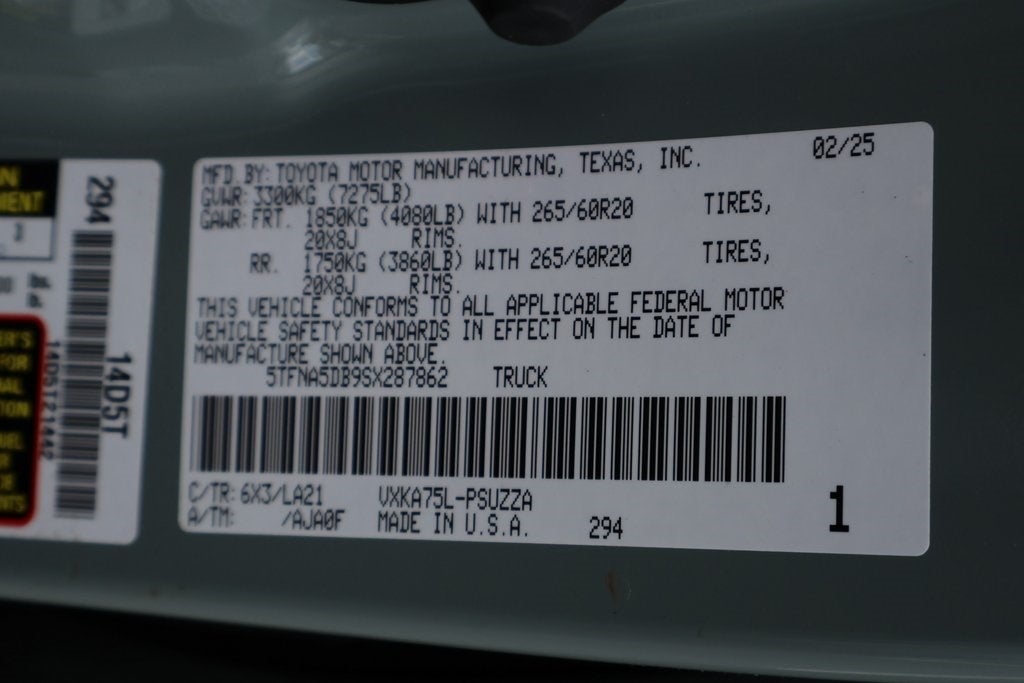 MFD. BY: TOYOTA MOTOR MANUFACTURING, TEXAS, INC. 02/25
GVWR: 3300KG (7275LB)
GAWR: FRT. 1850KG (4080LB) WITH 265/60R20 TIRES,
20X8J RIMS.
RR. 1750KG (3860LB) WITH 265/60R20 TIRES,
20X8J RIMS.
THIS VEHICLE CONFORMS TO ALL APPLICABLE FEDERAL MOTOR
VEHICLE SAFETY STANDARDS IN EFFECT ON THE DATE OF
MANUFACTURE SHOWN ABOVE.
5TFNA5DB9SX287862 TRUCK
C/TR: 6X3/LA21 VXKA75L-PSUZZA
A/TM: /AJA0F MADE IN U.S.A. 294
1
294
14D5T
3